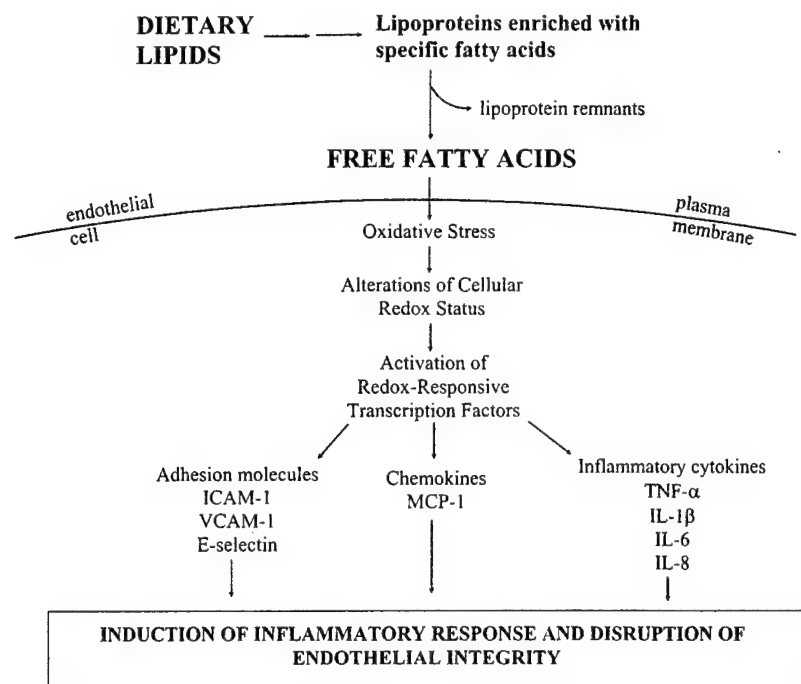 DIETARY
LIPIDS
Lipoproteins enriched with
specific fatty acids
lipoprotein remnants
FREE FATTY ACIDS
endothelial
cell
plasma
membrane
Oxidative Stress
Alterations of Cellular
Redox Status
Activation of
Redox-Responsive
Transcription Factors
Adhesion molecules
ICAM-1
VCAM-1
E-selectin
Chemokines
MCP-1
Inflammatory cytokines
TNF-α
IL-1β
IL-6
IL-8
INDUCTION OF INFLAMMATORY RESPONSE AND DISRUPTION OF
ENDOTHELIAL INTEGRITY